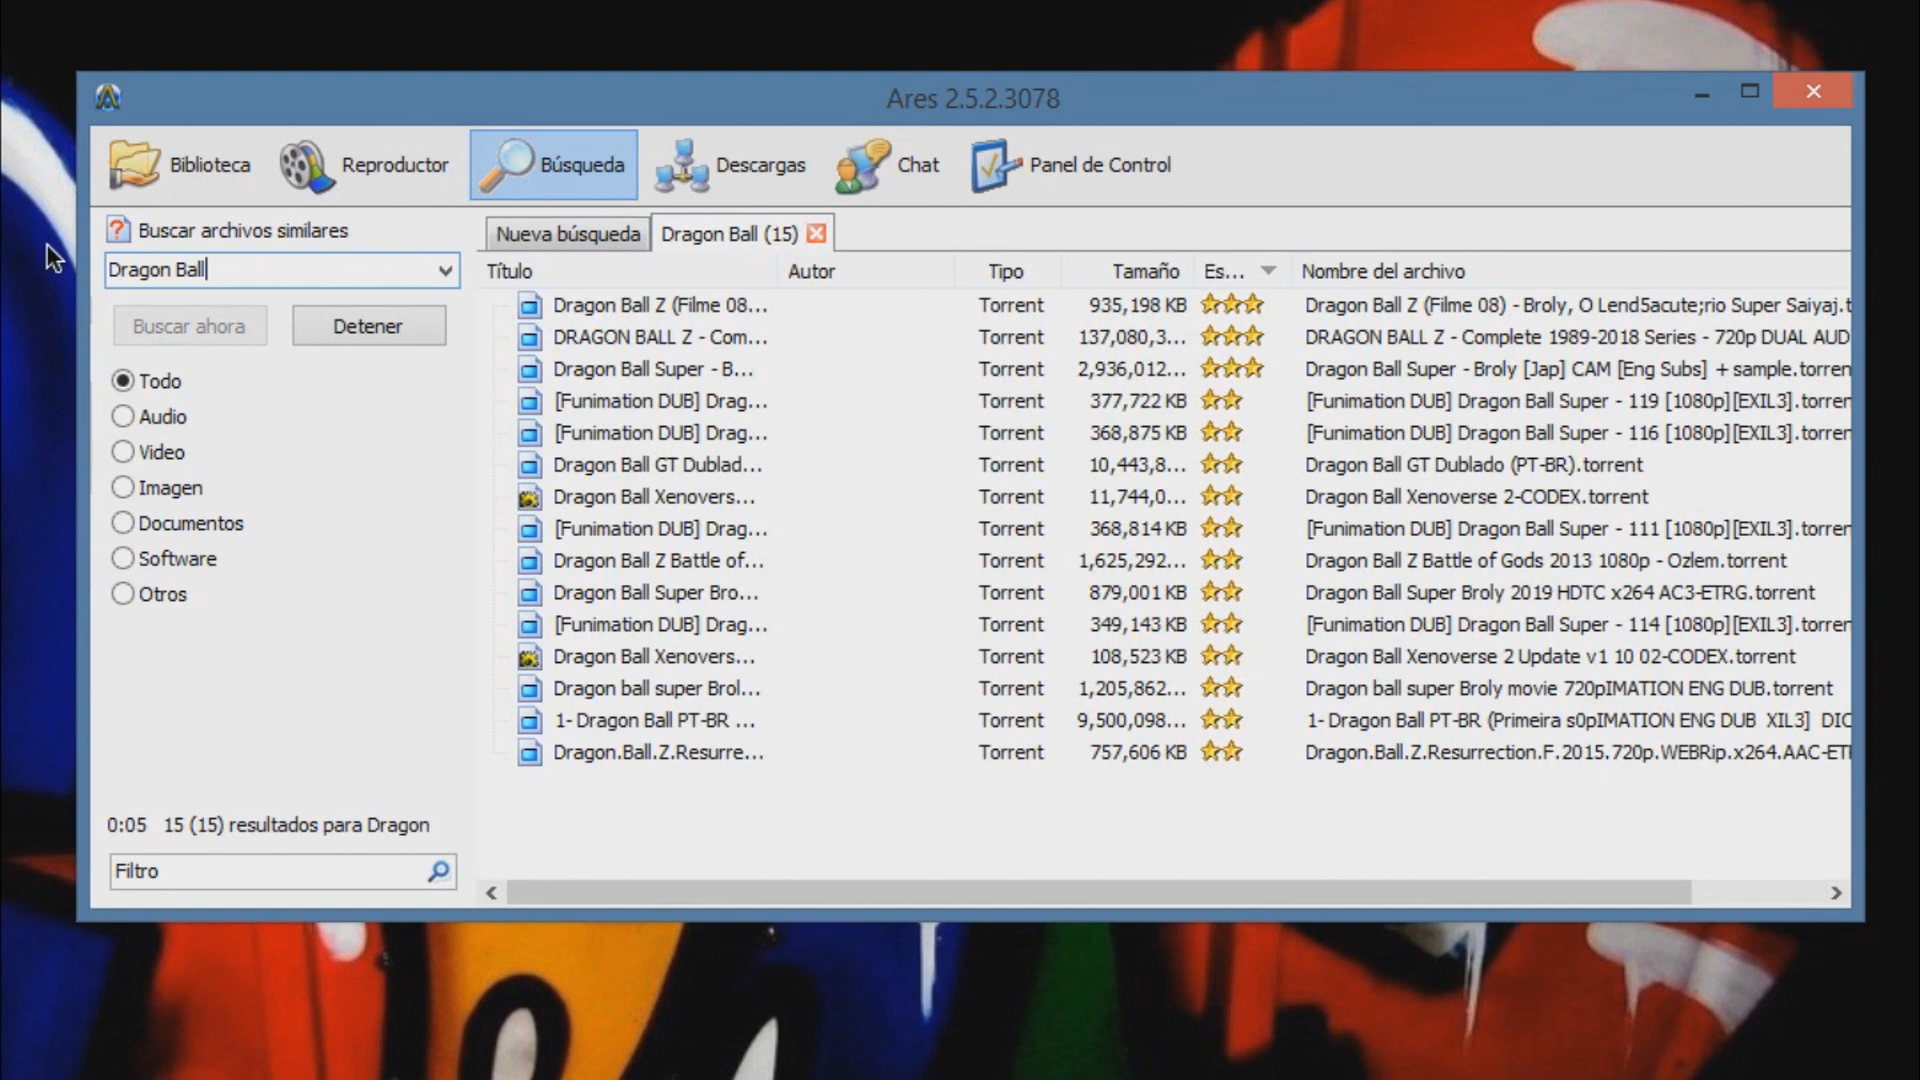 Ares 2.5.2.3078
Biblioteca Reproductor Búsqueda Descargas Chat Panel de Control
Buscar archivos similares
Dragon Ball
Buscar ahora Detener
Todo
Audio
Video
Imagen
Documentos
Software
Otros
0:05 15 (15) resultados para Dragon
Filtro
Nueva búsqueda Dragon Ball (15)
Título Autor Tipo Tamaño Es... Nombre del archivo
Dragon Ball Z (Filme 08... Torrent 935,198 KB Dragon Ball Z (Filme 08) - Broly, O Lend5acute;rio Super Saiyaj.t
DRAGON BALL Z - Com... Torrent 137,080,3... DRAGON BALL Z - Complete 1989-2018 Series - 720p DUAL AUD
Dragon Ball Super - B... Torrent 2,936,012... Dragon Ball Super - Broly [Jap] CAM [Eng Subs] + sample.torren
[Funimation DUB] Drag... Torrent 377,722 KB [Funimation DUB] Dragon Ball Super - 119 [1080p][EXIL3].torren
[Funimation DUB] Drag... Torrent 368,875 KB [Funimation DUB] Dragon Ball Super - 116 [1080p][EXIL3].torren
Dragon Ball GT Dublad... Torrent 10,443,8... Dragon Ball GT Dublado (PT-BR).torrent
Dragon Ball Xenovers... Torrent 11,744,0... Dragon Ball Xenoverse 2-CODEX.torrent
[Funimation DUB] Drag... Torrent 368,814 KB [Funimation DUB] Dragon Ball Super - 111 [1080p][EXIL3].torren
Dragon Ball Z Battle of... Torrent 1,625,292... Dragon Ball Z Battle of Gods 2013 1080p - Ozlem.torrent
Dragon Ball Super Bro... Torrent 879,001 KB Dragon Ball Super Broly 2019 HDTC x264 AC3-ETRG.torrent
[Funimation DUB] Drag... Torrent 349,143 KB [Funimation DUB] Dragon Ball Super - 114 [1080p][EXIL3].torren
Dragon Ball Xenovers... Torrent 108,523 KB Dragon Ball Xenoverse 2 Update v1 10 02-CODEX.torrent
Dragon ball super Brol... Torrent 1,205,862... Dragon ball super Broly movie 720pIMATION ENG DUB.torrent
1- Dragon Ball PT-BR ... Torrent 9,500,098... 1- Dragon Ball PT-BR (Primeira s0pIMATION ENG DUB XIL3] DIC
Dragon.Ball.Z.Resurre... Torrent 757,606 KB Dragon.Ball.Z.Resurrection.F.2015.720p.WEBRip.x264.AAC-ET